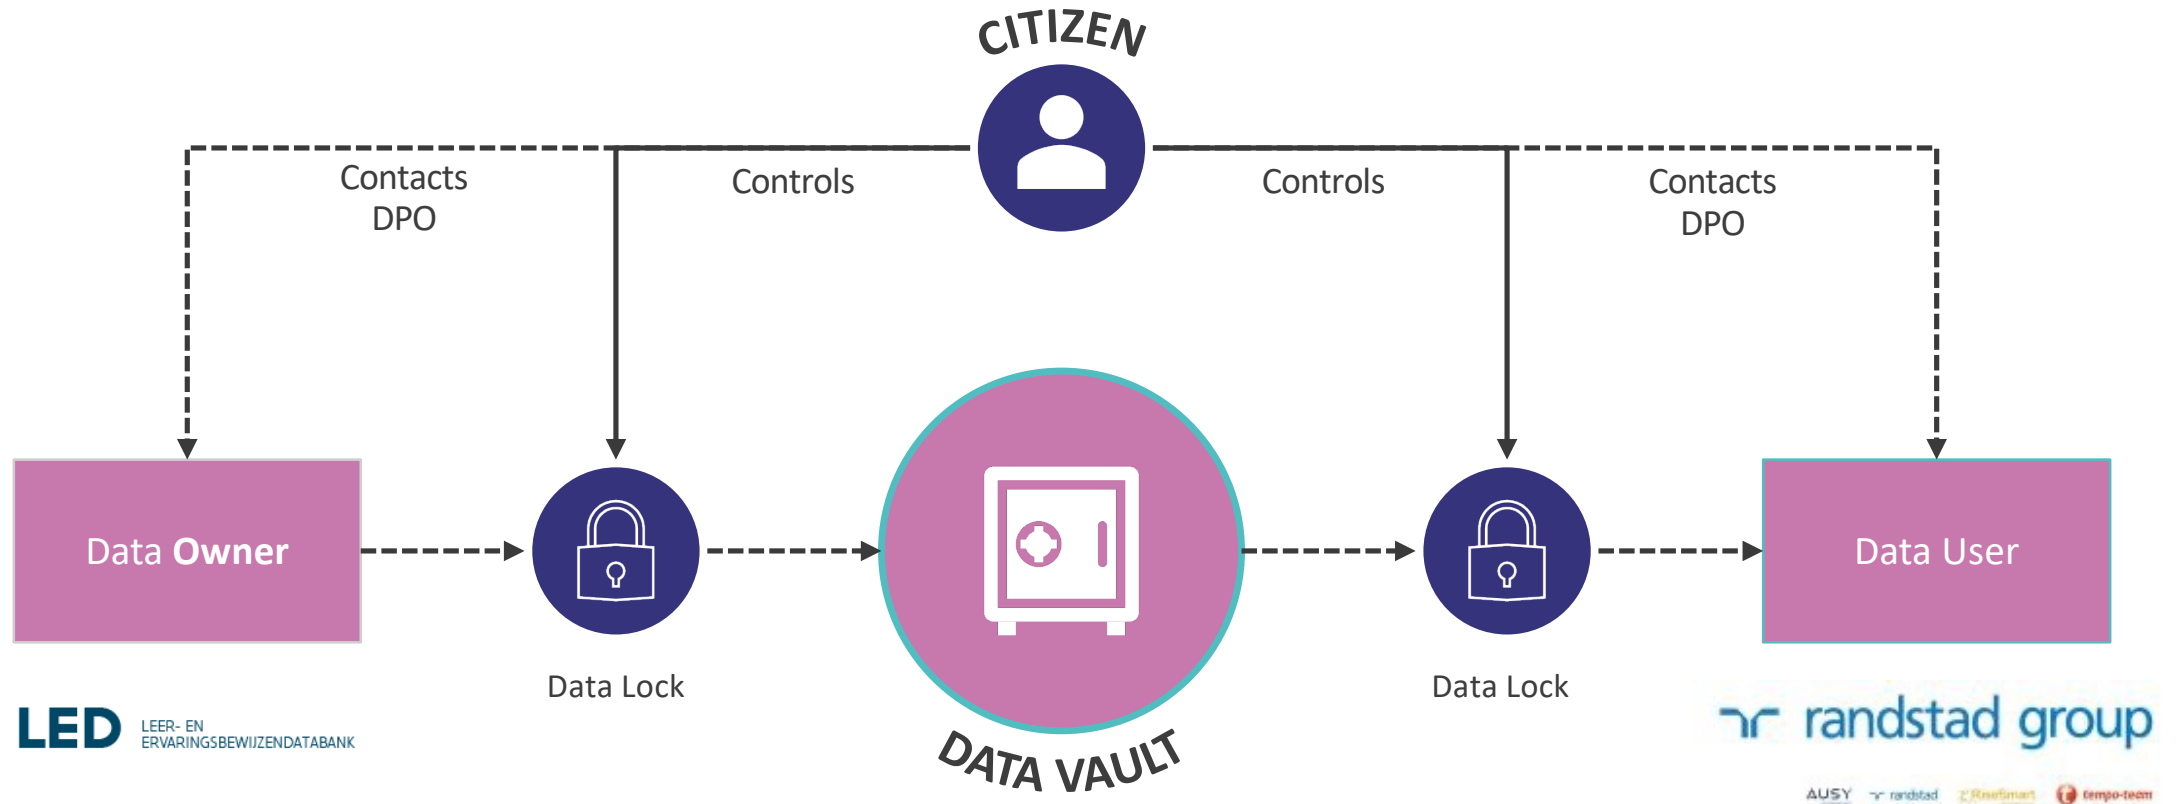 CITIZEN
Contacts
DPO
Controls
Controls
Contacts
DPO
Data Owner
Data User
Data Lock
Data Lock
DATA VAULT
LED
LEER- EN
ERVARINGSBEWIJZENDATABANK
randstad group
AUSY randstad RiseSmart tempo-team